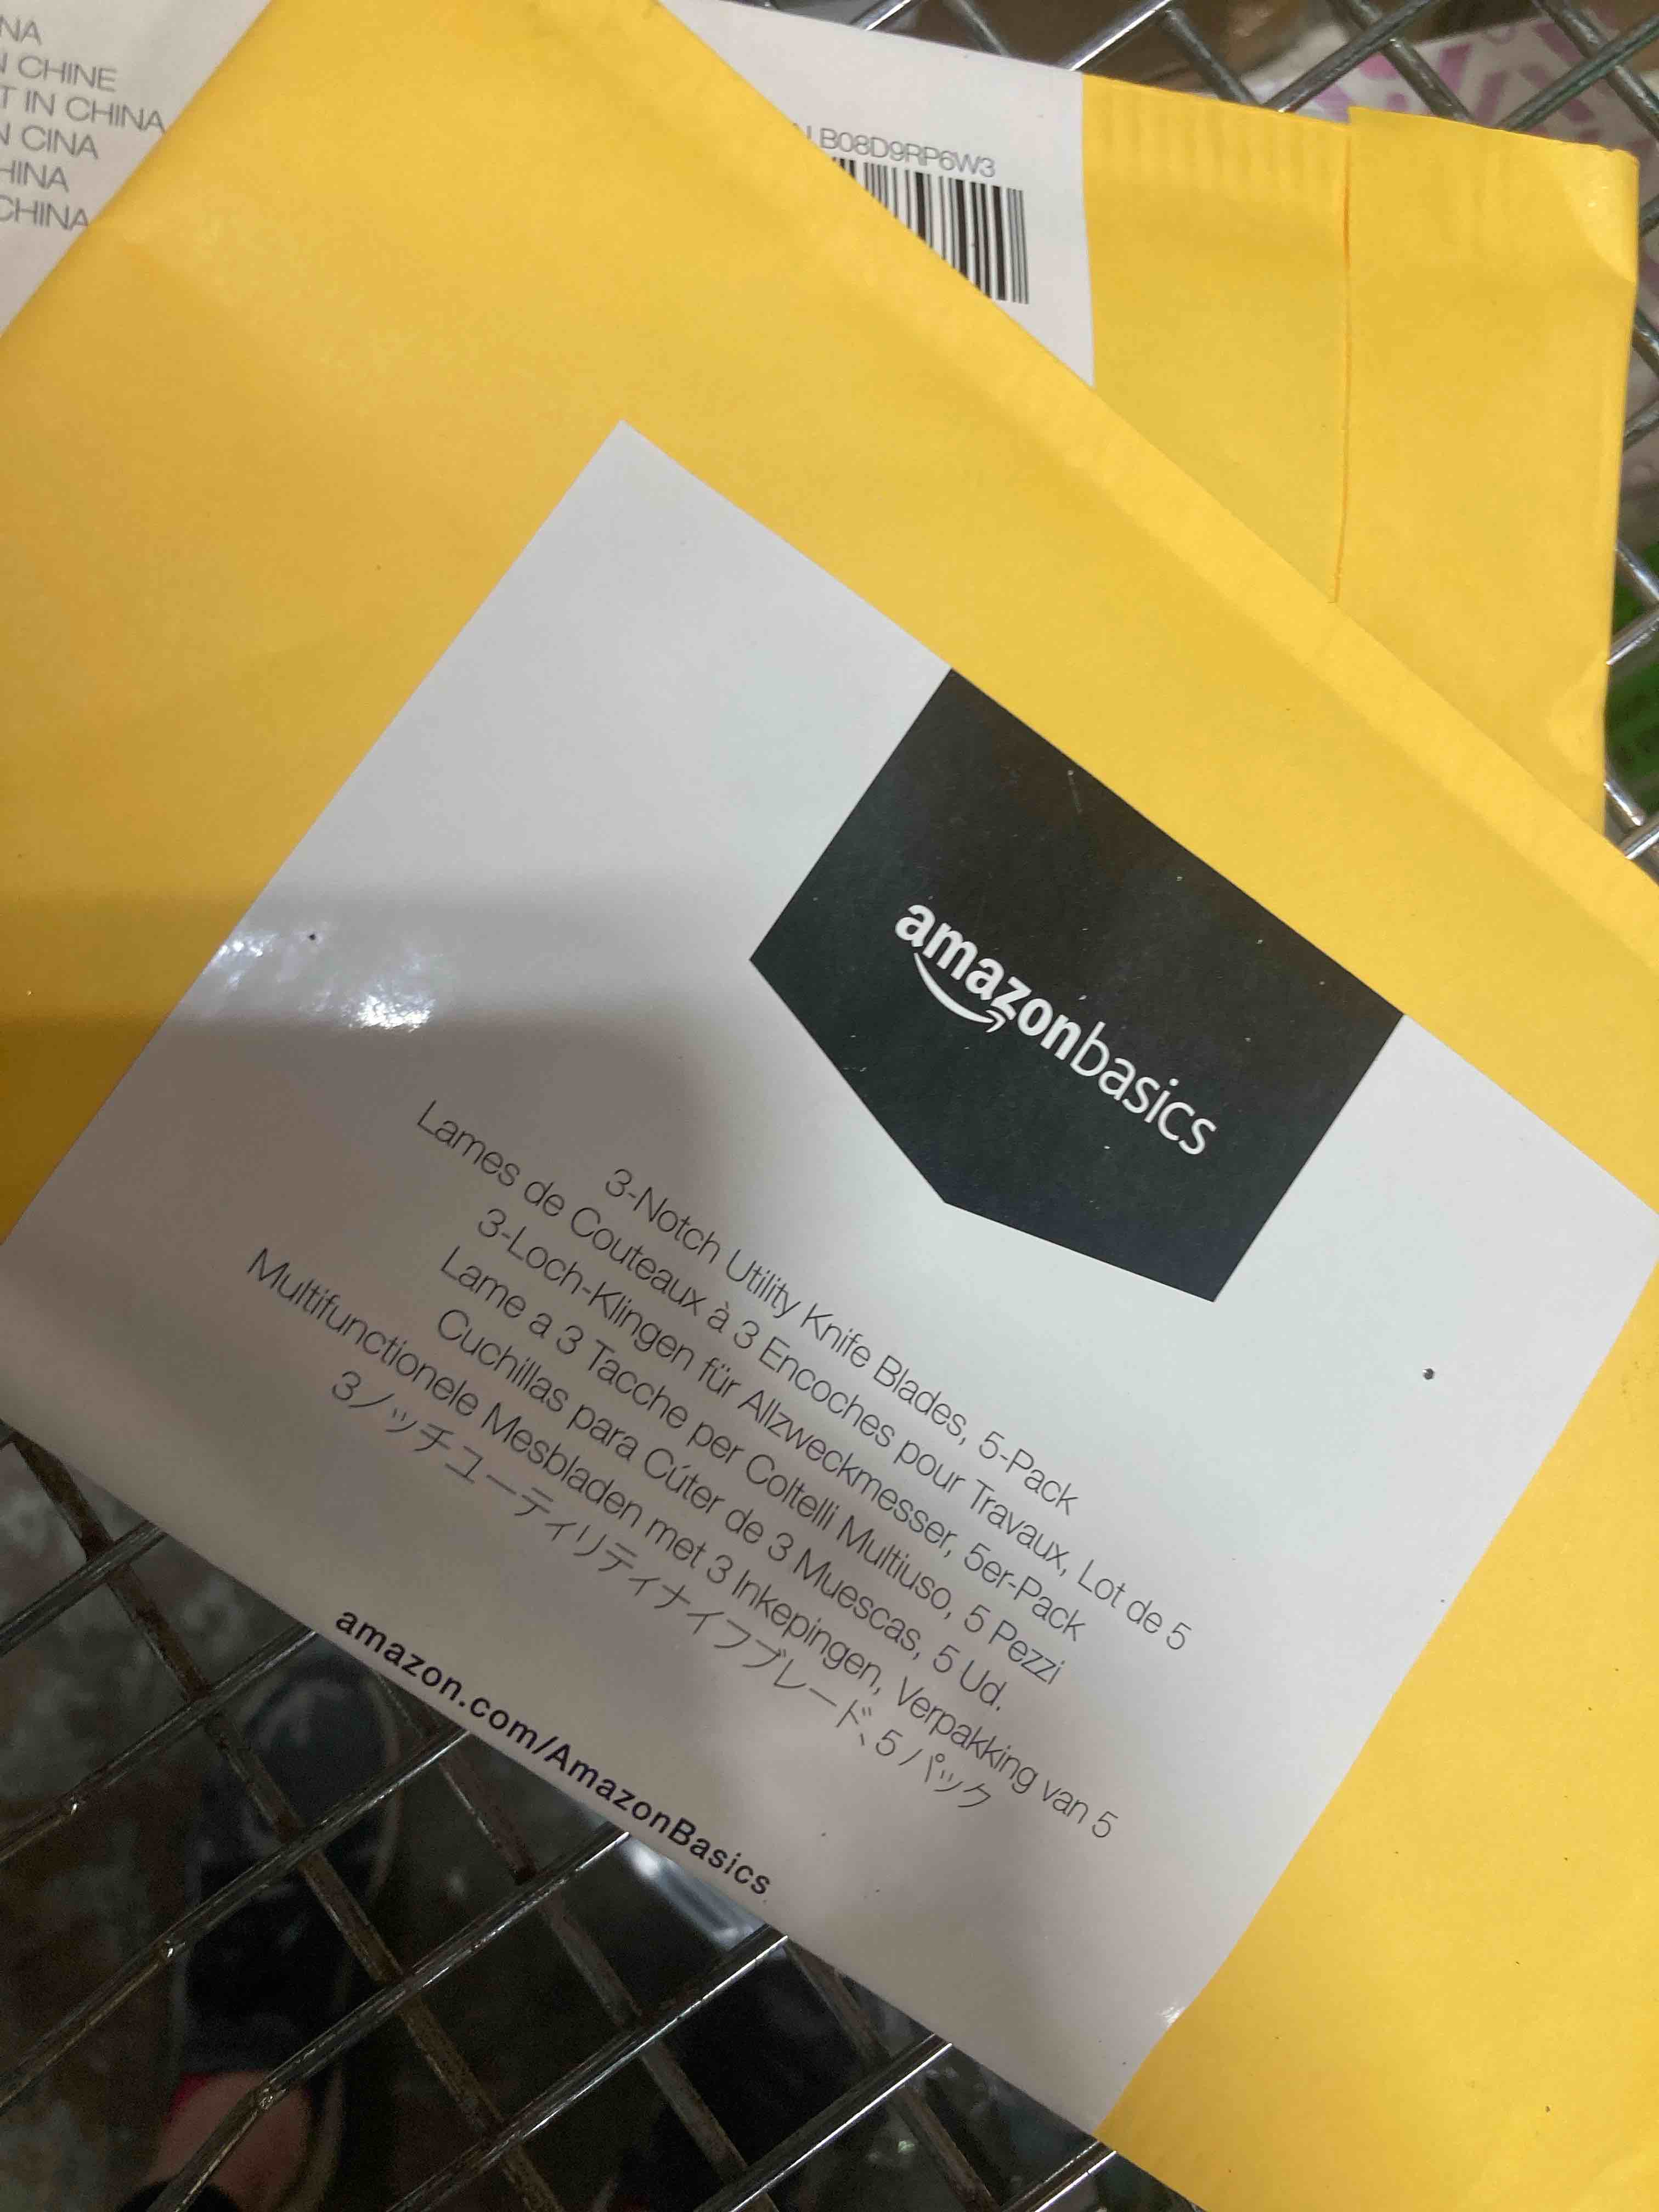 NA
N CHINE
T IN CHINA
N CINA
HINA
CHINA
B08D9RP6W3
amazonbasics
3-Notch Utility Knife Blades, 5-Pack
Lames de Couteaux à 3 Encoches pour Travaux, Lot de 5
3-Loch-Klingen für Allzweckmesser, 5er-Pack
Lame a 3 Tacche per Coltelli Multiuso, 5 Pezzi
Cuchillas para Cúter de 3 Muescas, 5 Ud.
Multifunctionele Mesbladen met 3 Inkepingen, Verpakking van 5
3ノッチユーティリティナイフブレード、5パック
amazon.com/AmazonBasics